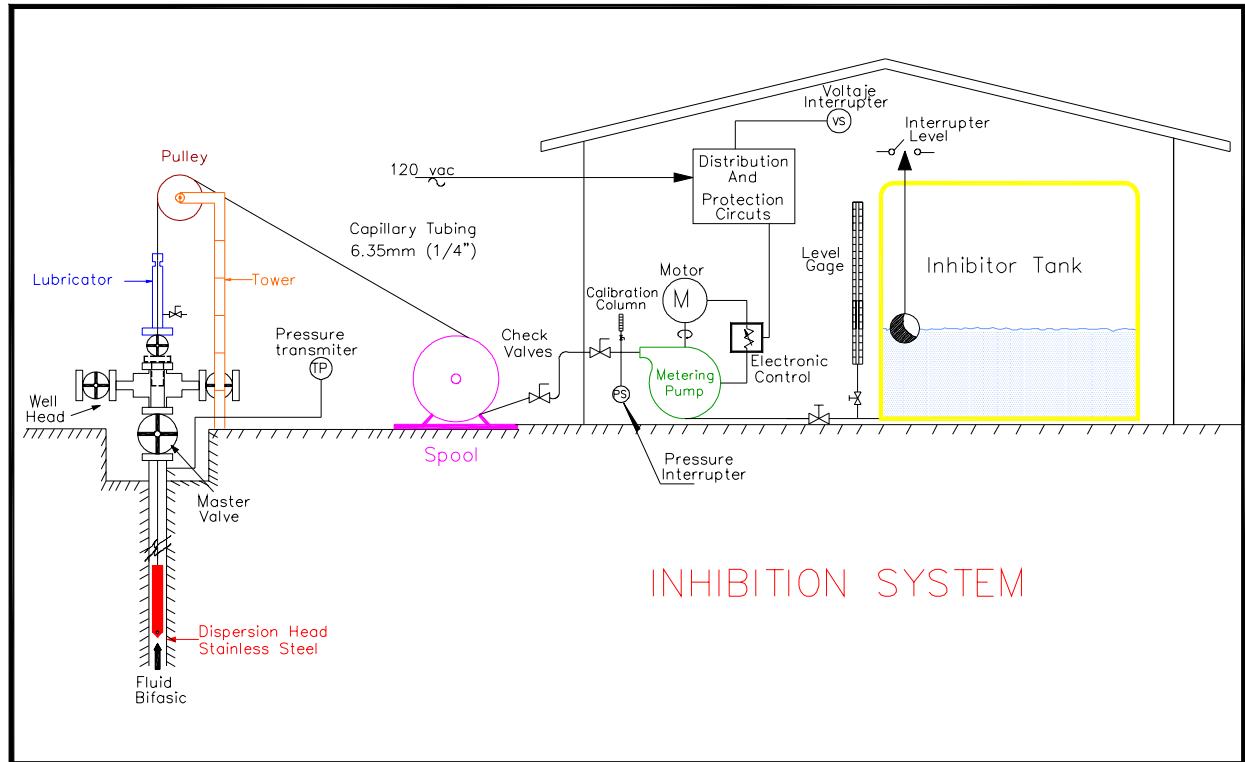 Voltaje
Interrupter
VS
Interrupter
Level
Pulley
120 vac
Distribution
And
Protection
Circuts
Capillary Tubing
6.35mm (1/4")
Lubricator
Tower
Level
Gage
Inhibitor Tank
Motor
M
Calibration
Column
Pressure
transmiter
TP
Check
Valves
Electronic
Control
Metering
Pump
PS
Well
Head
Spool
Pressure
Interrupter
Master
Valve
INHIBITION SYSTEM
Dispersion Head
Stainless Steel
Fluid
Bifasic